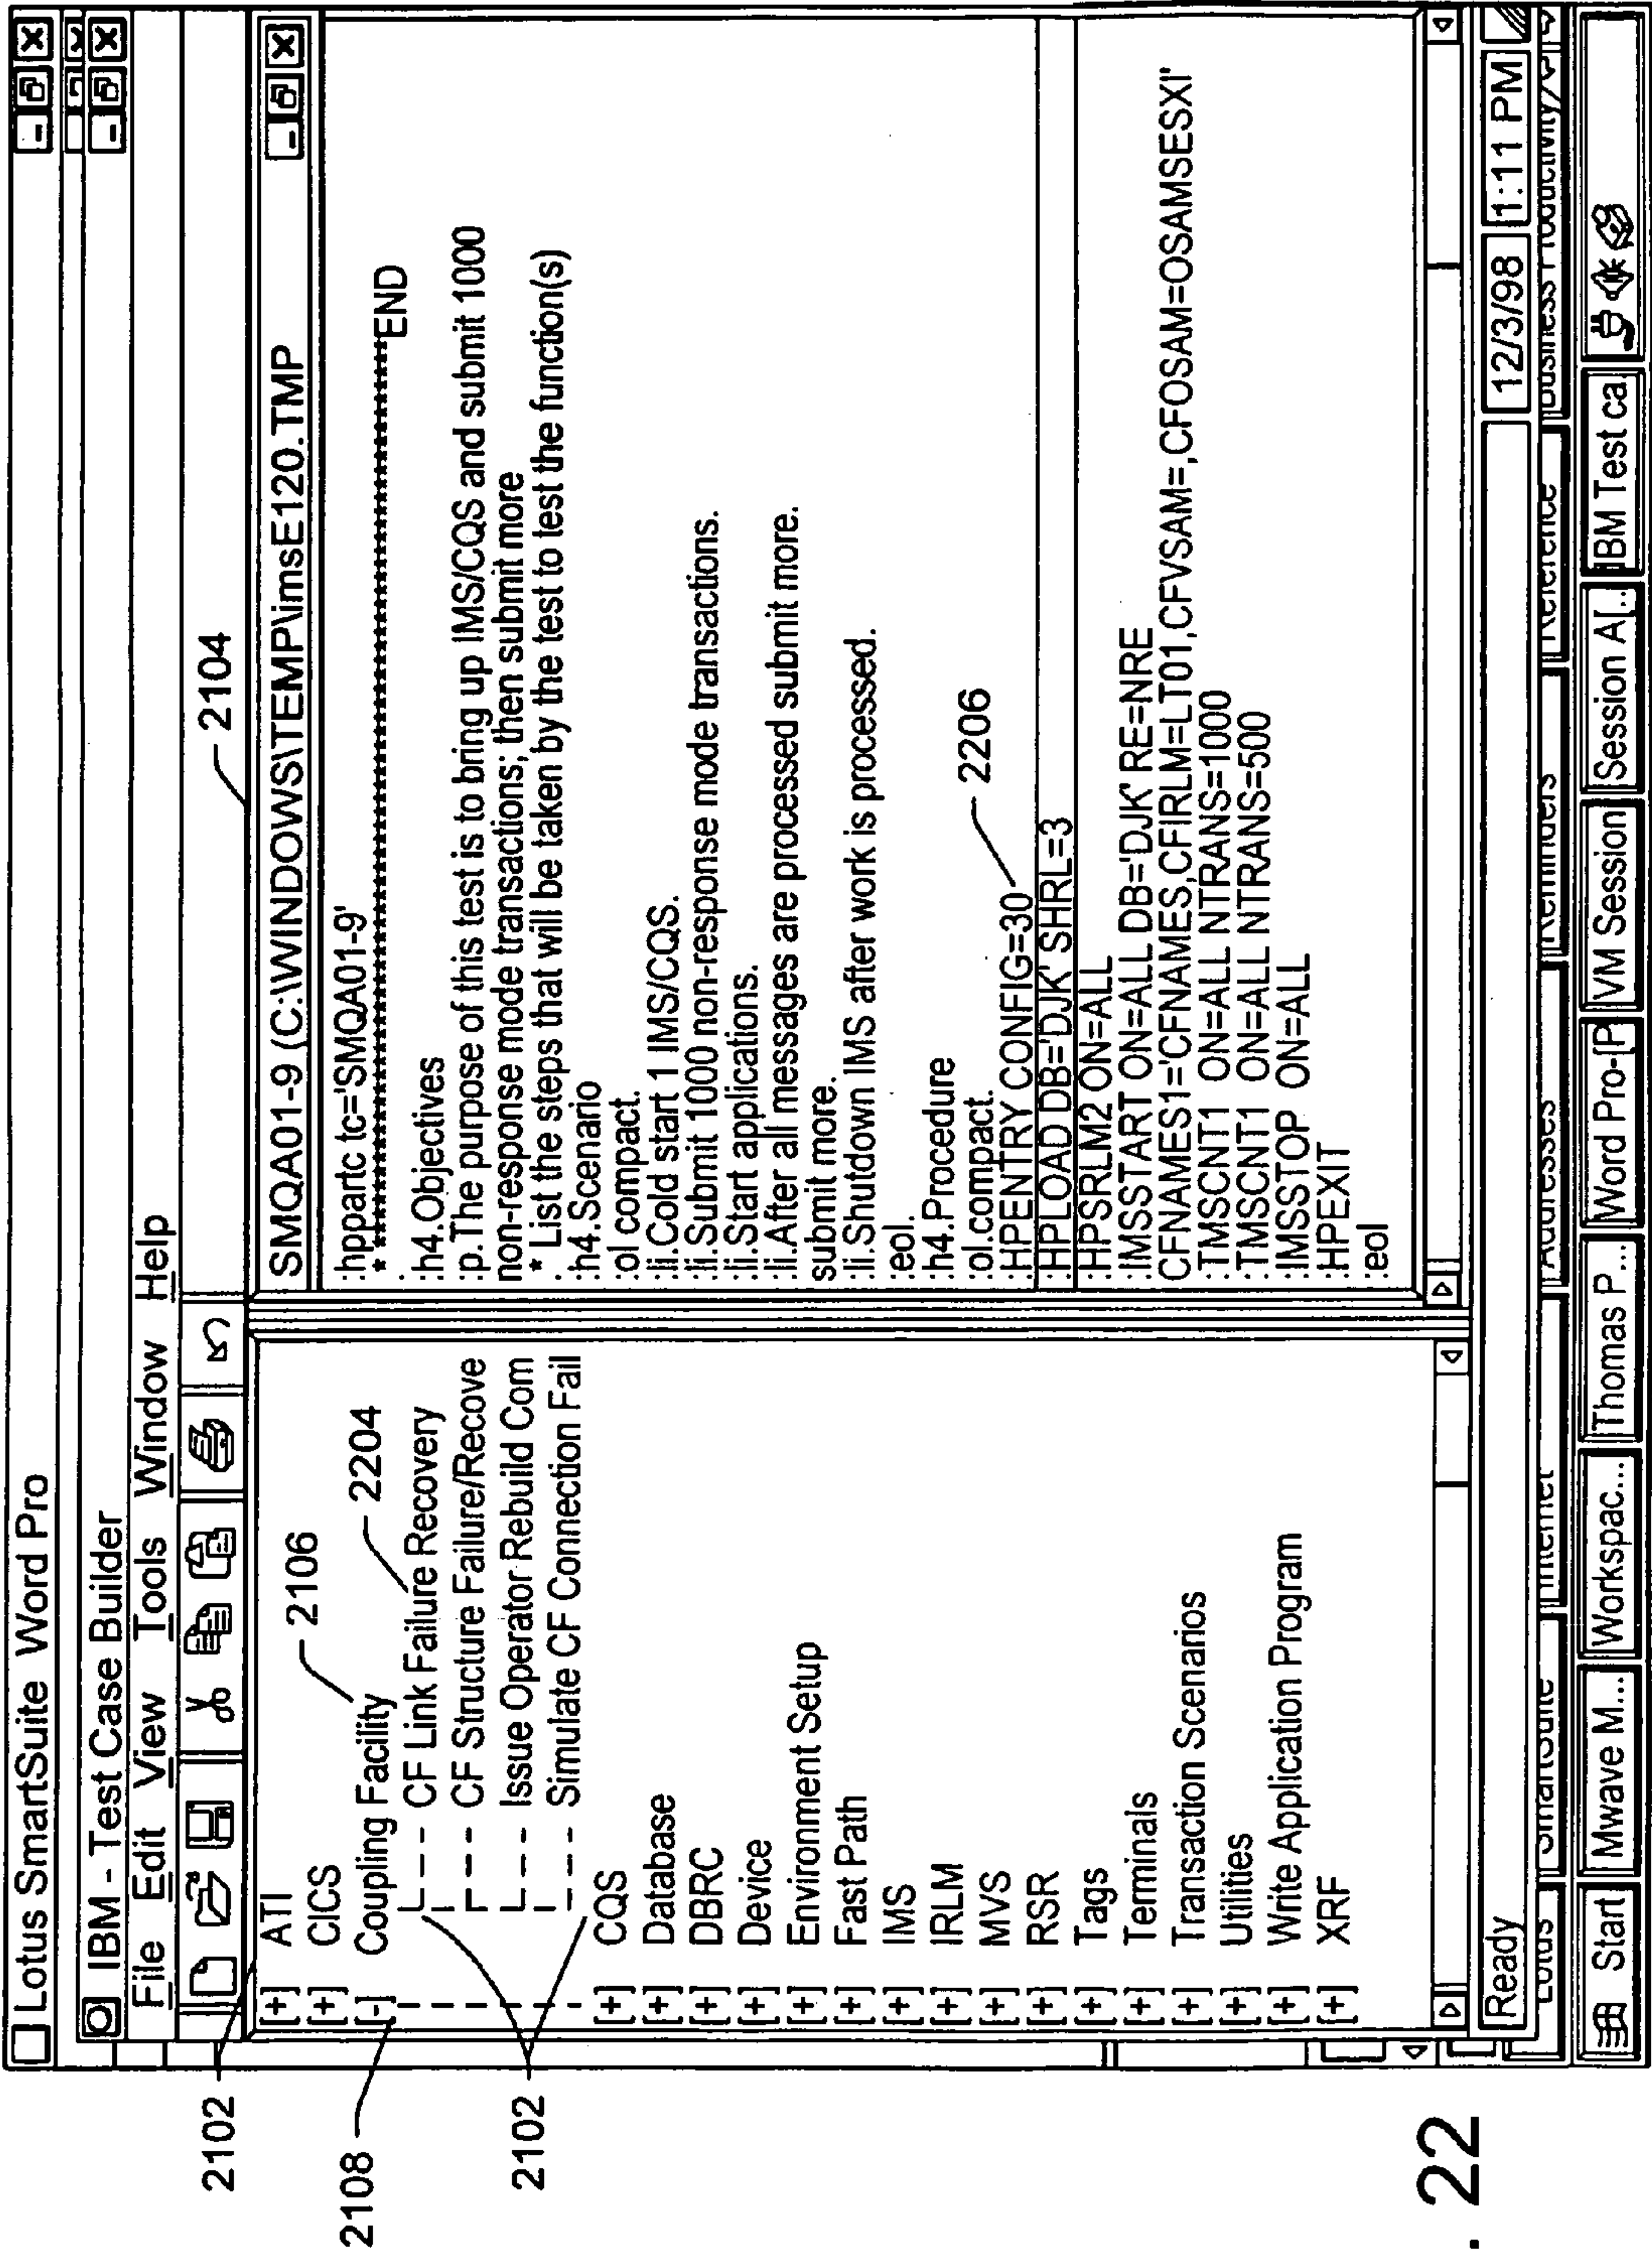 Lotus SmartSuite Word Pro
IBM - Test Case Builder
File Edit View Tools Window Help
2104
2102
[+] ATI
[+] CICS
[-] Coupling Facility
2106
2108
CF Link Failure Recovery
2204
CF Structure Failure/Recove
Issue Operator Rebuild Com
Simulate CF Connection Fail
2102
[+] CQS
[+] Database
[+] DBRC
[+] Device
[+] Environment Setup
[+] Fast Path
[+] IMS
[+] IRLM
[+] MVS
[+] RSR
[+] Tags
[+] Terminals
[+] Transaction Scenarios
[+] Utilities
[+] Write Application Program
[+] XRF
SMQA01-9 (C:\WINDOWS\TEMP\imsE120.TMP
:hppartc tc='SMQA01-9'
END
:h4.Objectives
:p.The purpose of this test is to bring up IMS/CQS and submit 1000
non-response mode transactions; then submit more
.* List the steps that will be taken by the test to test the function(s)
:h4.Scenario
:ol compact.
:li.Cold start 1 IMS/CQS.
:li.Submit 1000 non-response mode transactions.
:li.Start applications.
:li.After all messages are processed submit more.
submit more.
:li.Shutdown IMS after work is processed.
:eol.
:h4.Procedure
:ol.compact.
:HPENTRY CONFIG=30
2206
:HPLOAD DB='DJK' SHRL=3
:HPSRLM2 ON=ALL
:IMSSTART ON=ALL DB='DJK' RE=NRE
CFNAMES1='CFNAMES,CFIRLM=LT01,CFVSAM=,CFOSAM=OSAMSESXI'
:TMSCNT1 ON=ALL NTRANS=1000
:TMSCNT1 ON=ALL NTRANS=500
:IMSSTOP ON=ALL
:HPEXIT
:eol
Ready 12/3/98 1:11 PM
Lotus SmartSuite Internet Addresses Reminders Reference Business Productivity
Start Mwave M... Workspac... Thomas P... Word Pro-[P VM Session Session A[.. IBM Test ca
. 22